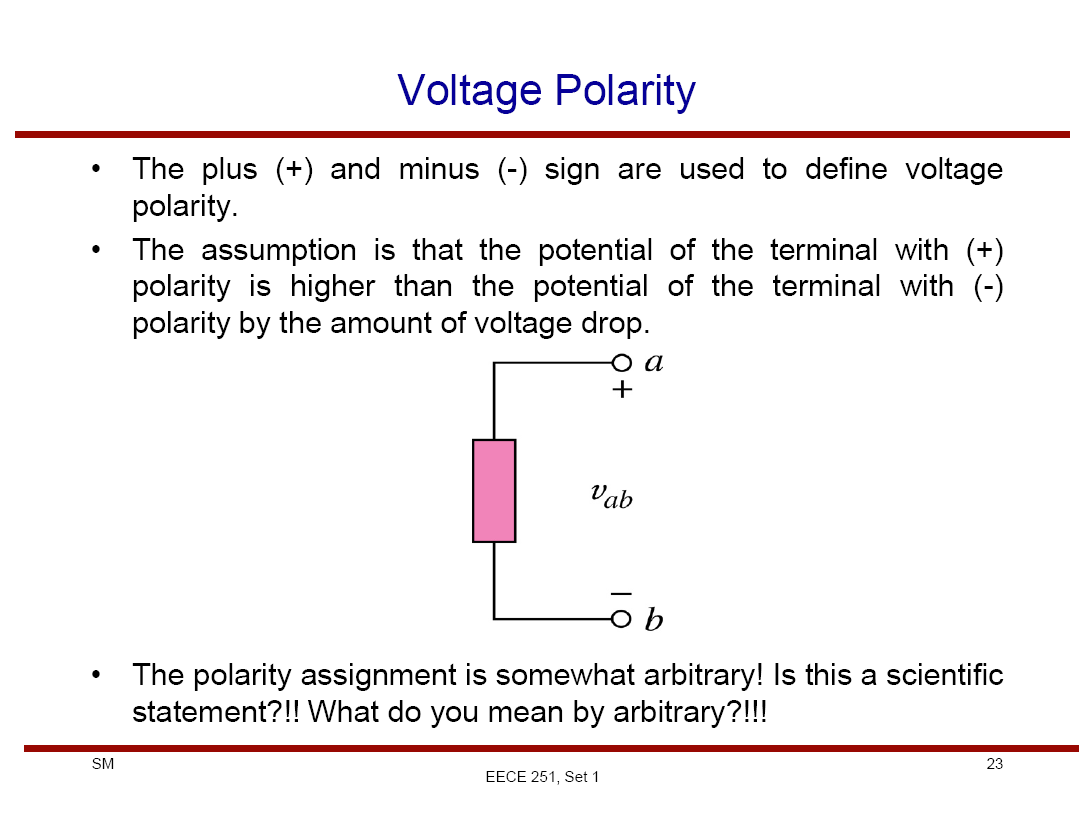 Voltage Polarity
• The plus (+) and minus (-) sign are used to define voltage
polarity.
• The assumption is that the potential of the terminal with (+)
polarity is higher than the potential of the terminal with (-)
polarity by the amount of voltage drop.
a
+
vab
−
b
• The polarity assignment is somewhat arbitrary! Is this a scientific
statement?!! What do you mean by arbitrary?!!!
SM
EECE 251, Set 1
23